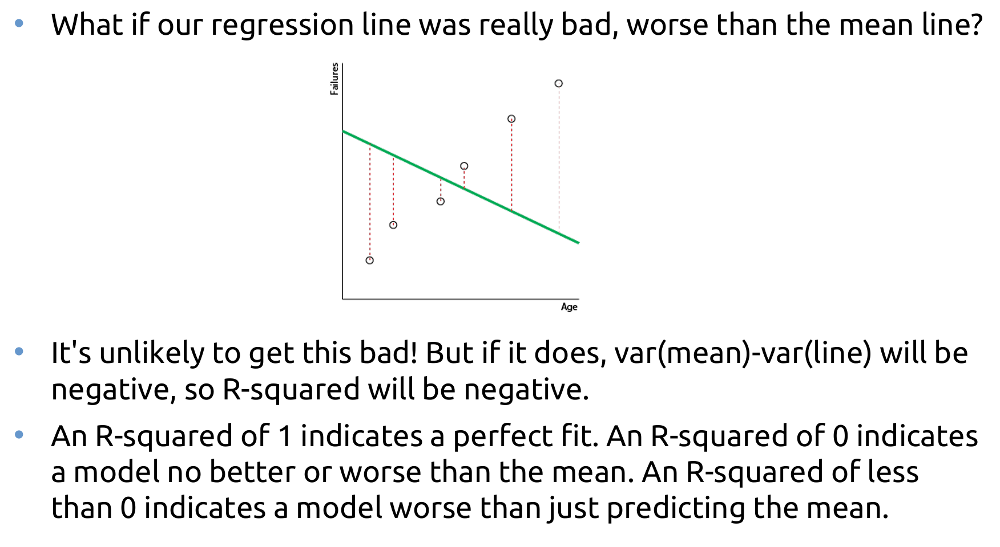 • What if our regression line was really bad, worse than the mean line?
Failures
Age
• It's unlikely to get this bad! But if it does, var(mean)-var(line) will be
negative, so R-squared will be negative.
• An R-squared of 1 indicates a perfect fit. An R-squared of 0 indicates
a model no better or worse than the mean. An R-squared of less
than 0 indicates a model worse than just predicting the mean.